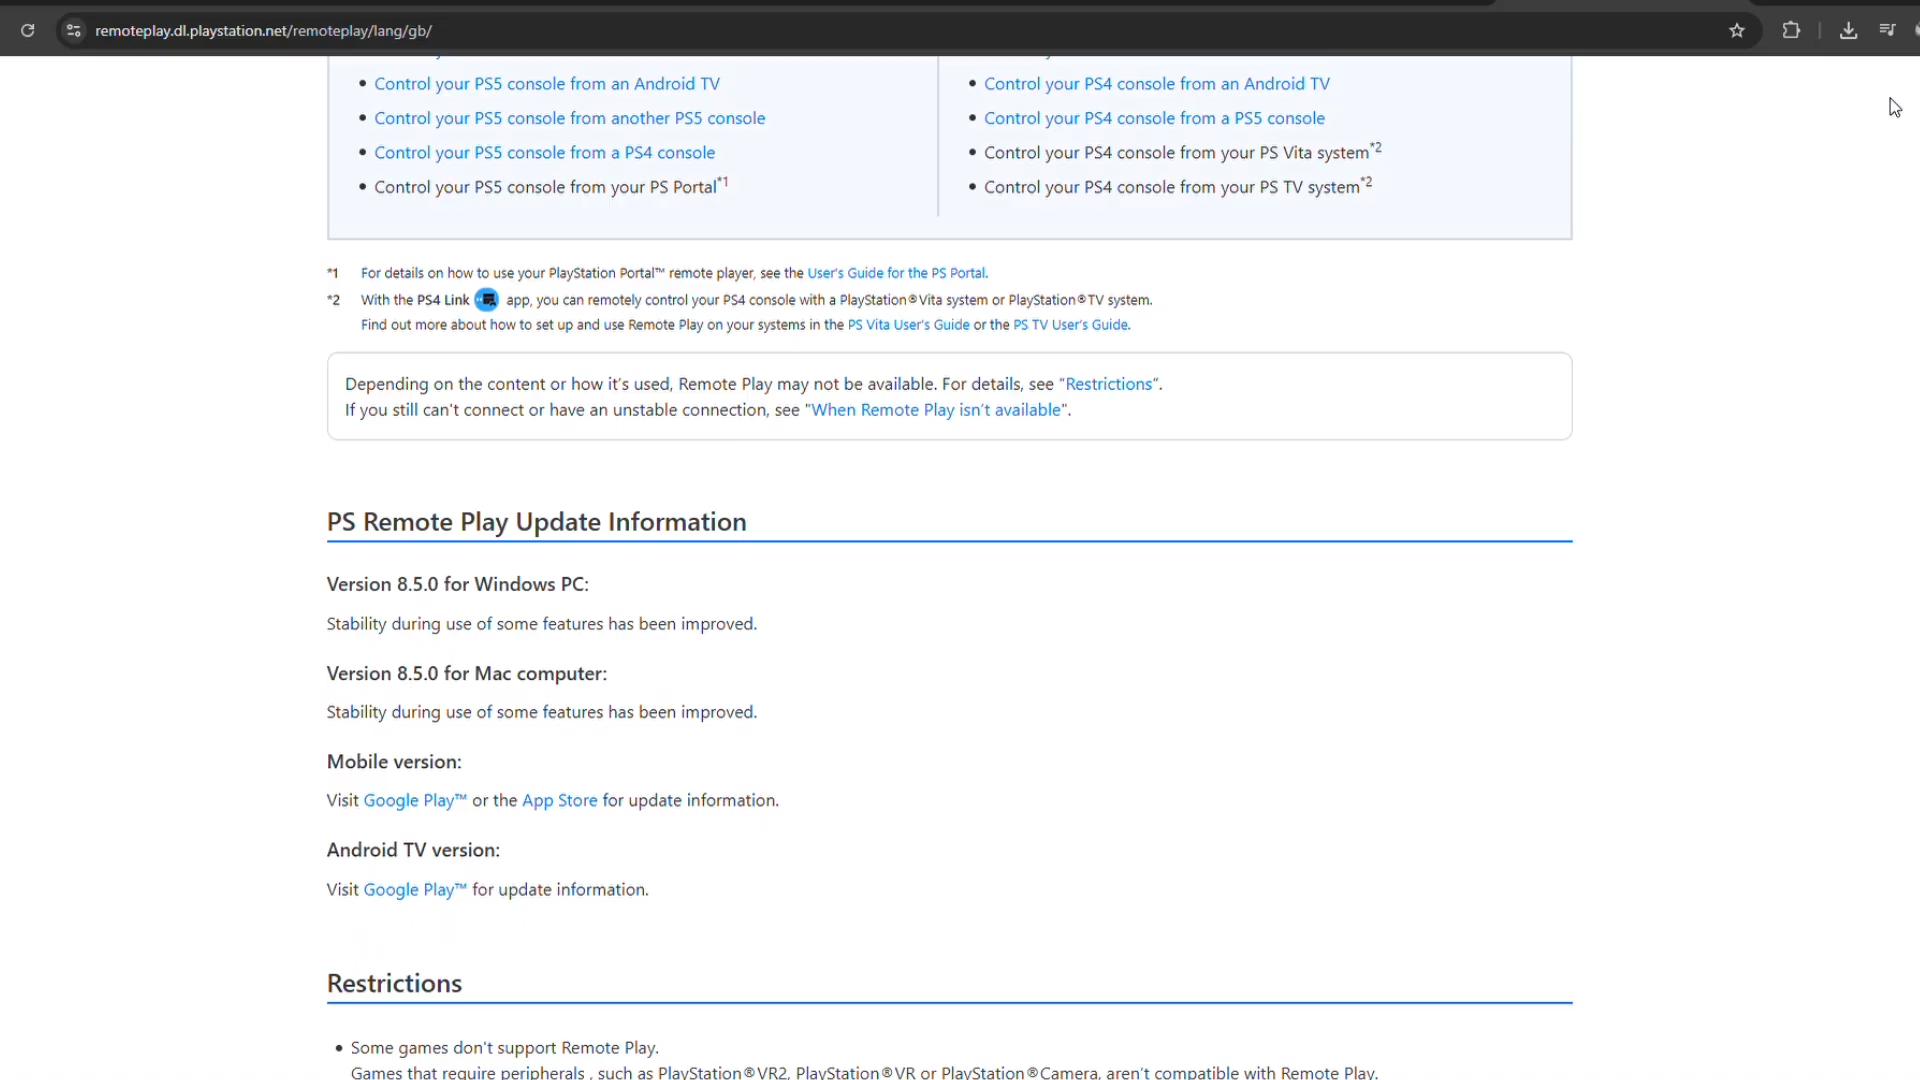 remoteplay.dl.playstation.net/remoteplay/lang/gb/
• Control your PS5 console from an Android TV
• Control your PS5 console from another PS5 console
• Control your PS5 console from a PS4 console
• Control your PS5 console from your PS Portal*1
• Control your PS4 console from an Android TV
• Control your PS4 console from a PS5 console
• Control your PS4 console from your PS Vita system*2
• Control your PS4 console from your PS TV system*2
*1 For details on how to use your PlayStation Portal™ remote player, see the User's Guide for the PS Portal.
*2 With the PS4 Link app, you can remotely control your PS4 console with a PlayStation®Vita system or PlayStation®TV system.
Find out more about how to set up and use Remote Play on your systems in the PS Vita User's Guide or the PS TV User's Guide.
Depending on the content or how it’s used, Remote Play may not be available. For details, see "Restrictions".
If you still can't connect or have an unstable connection, see "When Remote Play isn’t available".
PS Remote Play Update Information
Version 8.5.0 for Windows PC:
Stability during use of some features has been improved.
Version 8.5.0 for Mac computer:
Stability during use of some features has been improved.
Mobile version:
Visit Google Play™ or the App Store for update information.
Android TV version:
Visit Google Play™ for update information.
Restrictions
• Some games don't support Remote Play.
Games that require peripherals , such as PlayStation®VR2, PlayStation®VR or PlayStation®Camera, aren’t compatible with Remote Play.